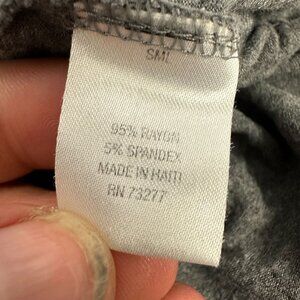 SML
95% RAYON
5% SPANDEX
MADE IN HAITI
RN 73277